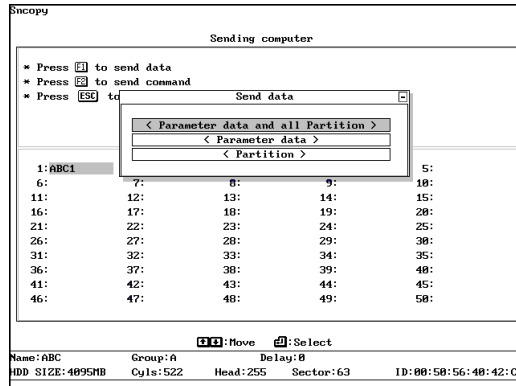 Sncopy
Sending computer
* Press F1 to send data
* Press F2 to send command
* Press ESC to
Send data
< Parameter data and all Partition >
< Parameter data >
< Partition >
1:ABC1 5:
6: 7: 8: 9: 10:
11: 12: 13: 14: 15:
16: 17: 18: 19: 20:
21: 22: 23: 24: 25:
26: 27: 28: 29: 30:
31: 32: 33: 34: 35:
36: 37: 38: 39: 40:
41: 42: 43: 44: 45:
46: 47: 48: 49: 50:
:Move :Select
Name:ABC Group:A Delay:0
HDD SIZE:4095MB Cyls:522 Head:255 Sector:63 ID:00:50:56:40:42:C